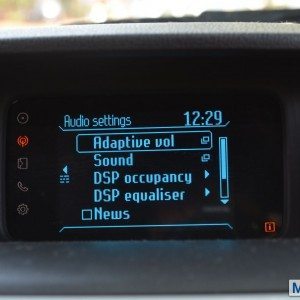 Audio settings 12:29
Adaptive vol
Sound
DSP occupancy
DSP equaliser
News
M